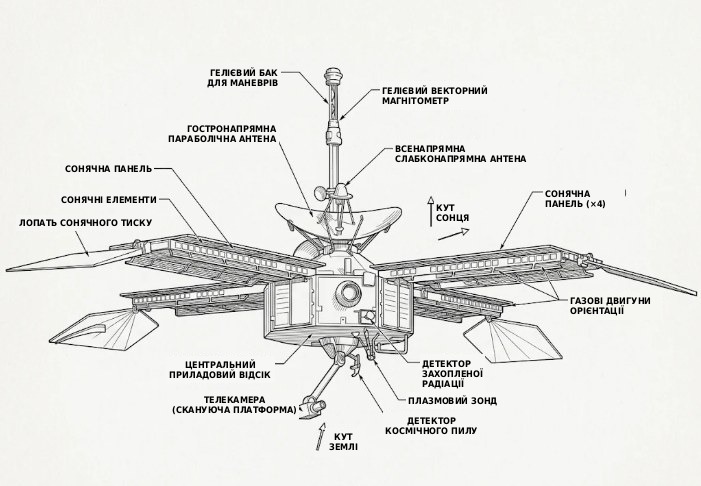 ГЕЛІЄВИЙ БАК
ДЛЯ МАНЕВРІВ
ГЕЛІЄВИЙ ВЕКТОРНИЙ
МАГНІТОМЕТР
ГОСТРОНАПРЯМНА
ПАРАБОЛІЧНА АНТЕНА
ВСЕНАПРЯМНА
СЛАБКОНАПРЯМНА АНТЕНА
СОНЯЧНА ПАНЕЛЬ
СОНЯЧНІ ЕЛЕМЕНТИ
ЛОПАТЬ СОНЯЧНОГО ТИСКУ
КУТ
СОНЦЯ
СОНЯЧНА
ПАНЕЛЬ (×4)
ГАЗОВІ ДВИГУНИ
ОРІЄНТАЦІЇ
ЦЕНТРАЛЬНИЙ
ПРИЛАДОВИЙ ВІДСІК
ДЕТЕКТОР
ЗАХОПЛЕНОЇ
РАДІАЦІЇ
ТЕЛЕКАМЕРА
(СКАНУЮЧА ПЛАТФОРМА)
ПЛАЗМОВИЙ ЗОНД
ДЕТЕКТОР
КОСМІЧНОГО ПИЛУ
КУТ
ЗЕМЛІ